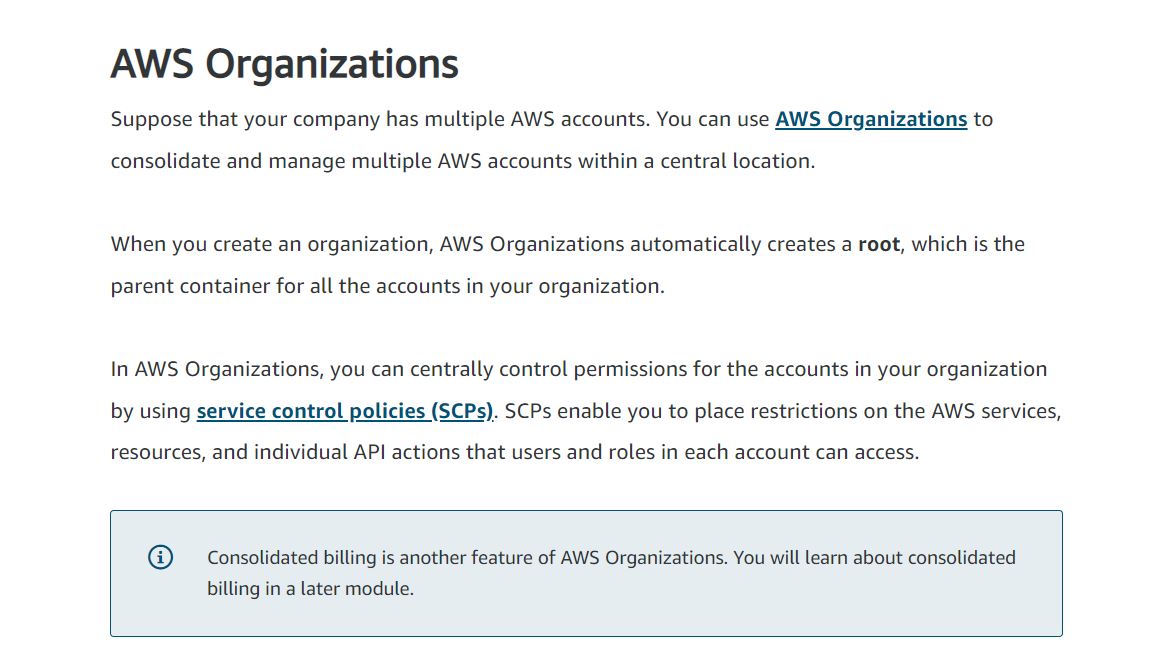 AWS Organizations
Suppose that your company has multiple AWS accounts. You can use AWS Organizations to
consolidate and manage multiple AWS accounts within a central location.
When you create an organization, AWS Organizations automatically creates a root, which is the
parent container for all the accounts in your organization.
In AWS Organizations, you can centrally control permissions for the accounts in your organization
by using service control policies (SCPs). SCPs enable you to place restrictions on the AWS services,
resources, and individual API actions that users and roles in each account can access.
Consolidated billing is another feature of AWS Organizations. You will learn about consolidated
billing in a later module.